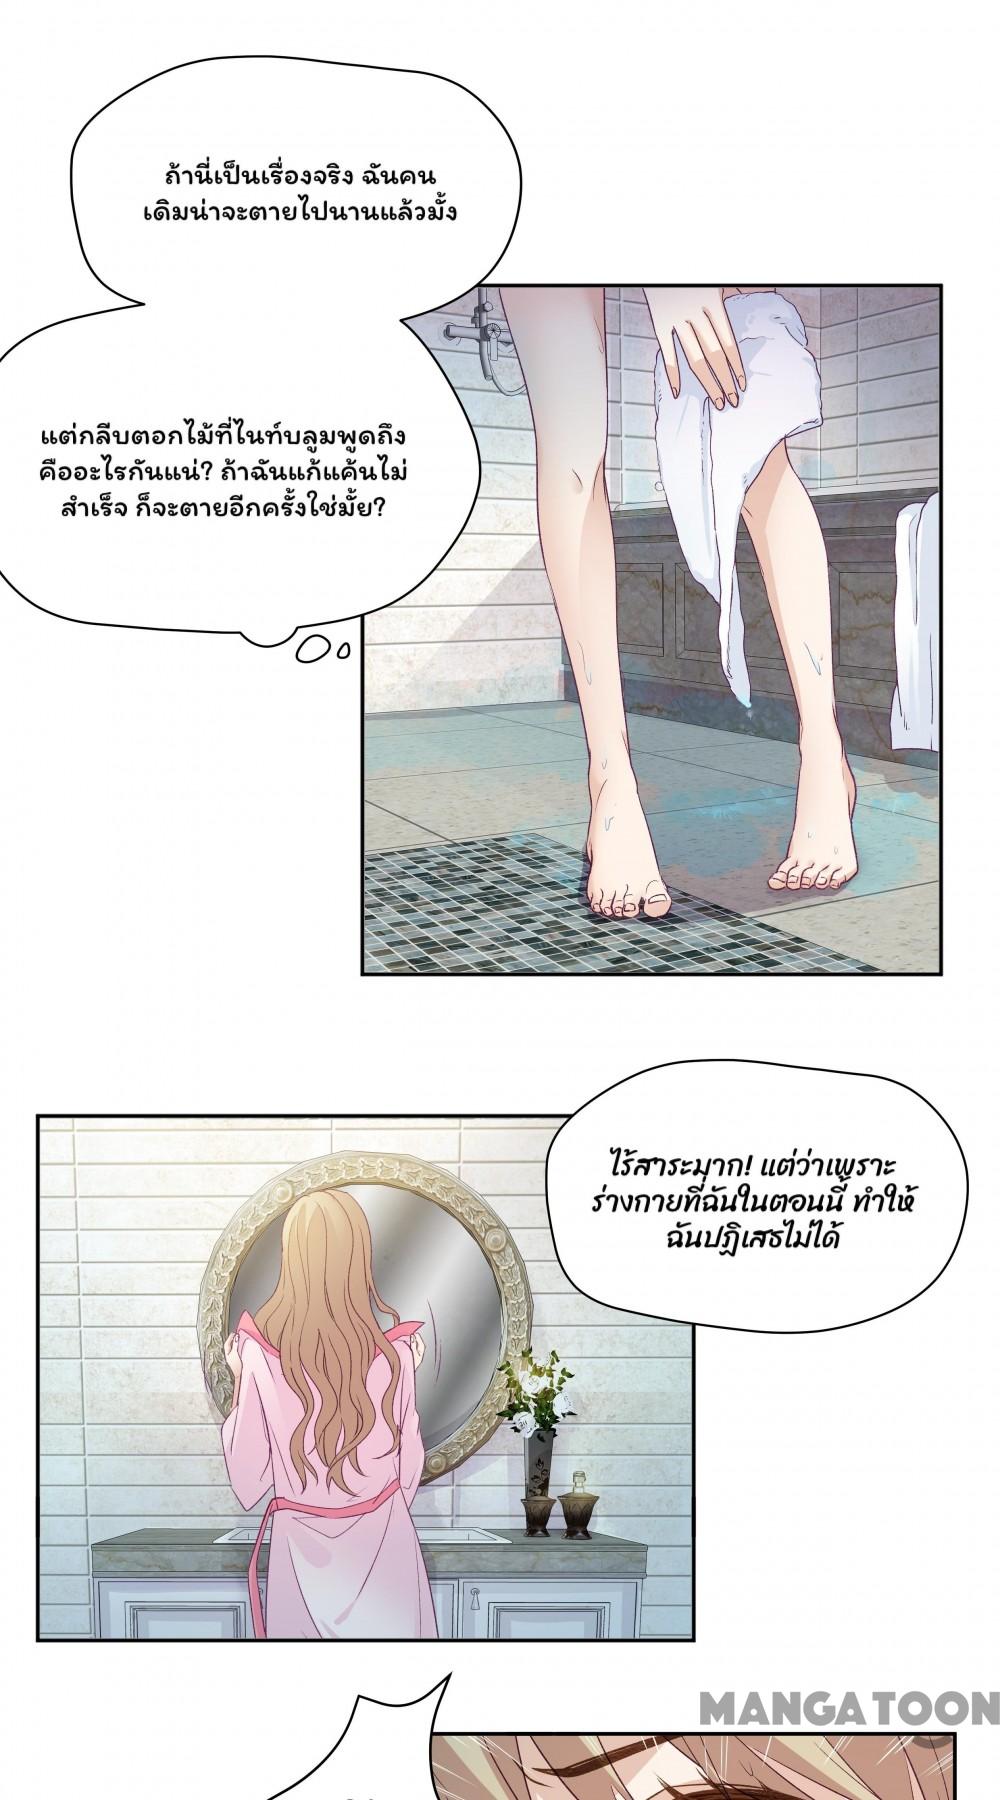 ถ้านี่เป็นเรื่องจริง ฉันคน
เดิมน่าจะตายไปนานแล้วมั้ง
แต่กลีบตอกไม้ที่ไนท์บลูมพูดถึง
คืออะไรกันแน่? ถ้าฉันแก้แค้นไม่
สำเร็จ ก็จะตายอีกครั้งใช่มั้ย?
ไร้สาระมาก! แต่ว่าเพราะ
ร่างกายที่ฉันในตอนนี้ ทำให้
ฉันปฏิเสธไม่ได้
MANGATOON